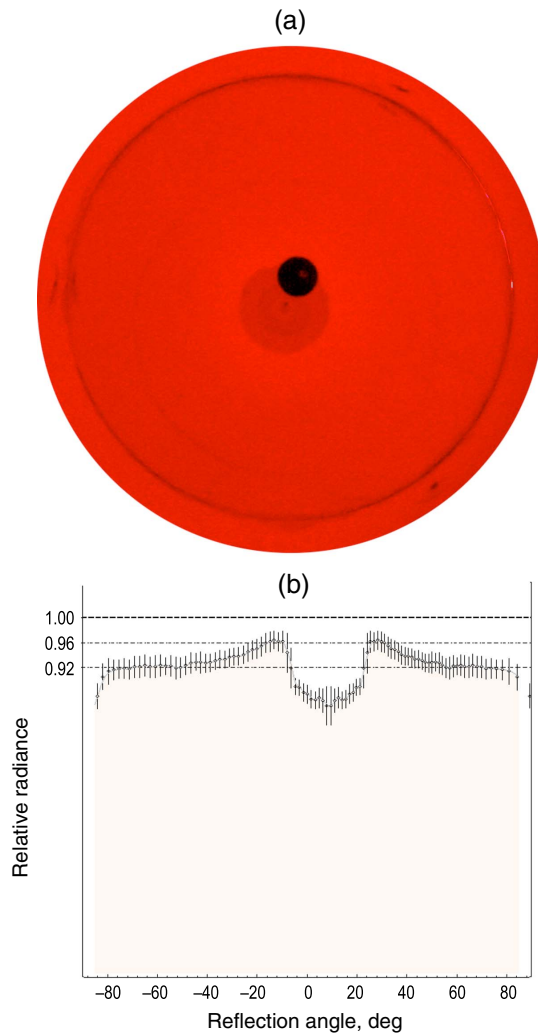 (a)
(b)
1.00
0.96
0.92
Relative radiance
−80 −60 −40 −20 0 20 40 60 80
Reflection angle, deg